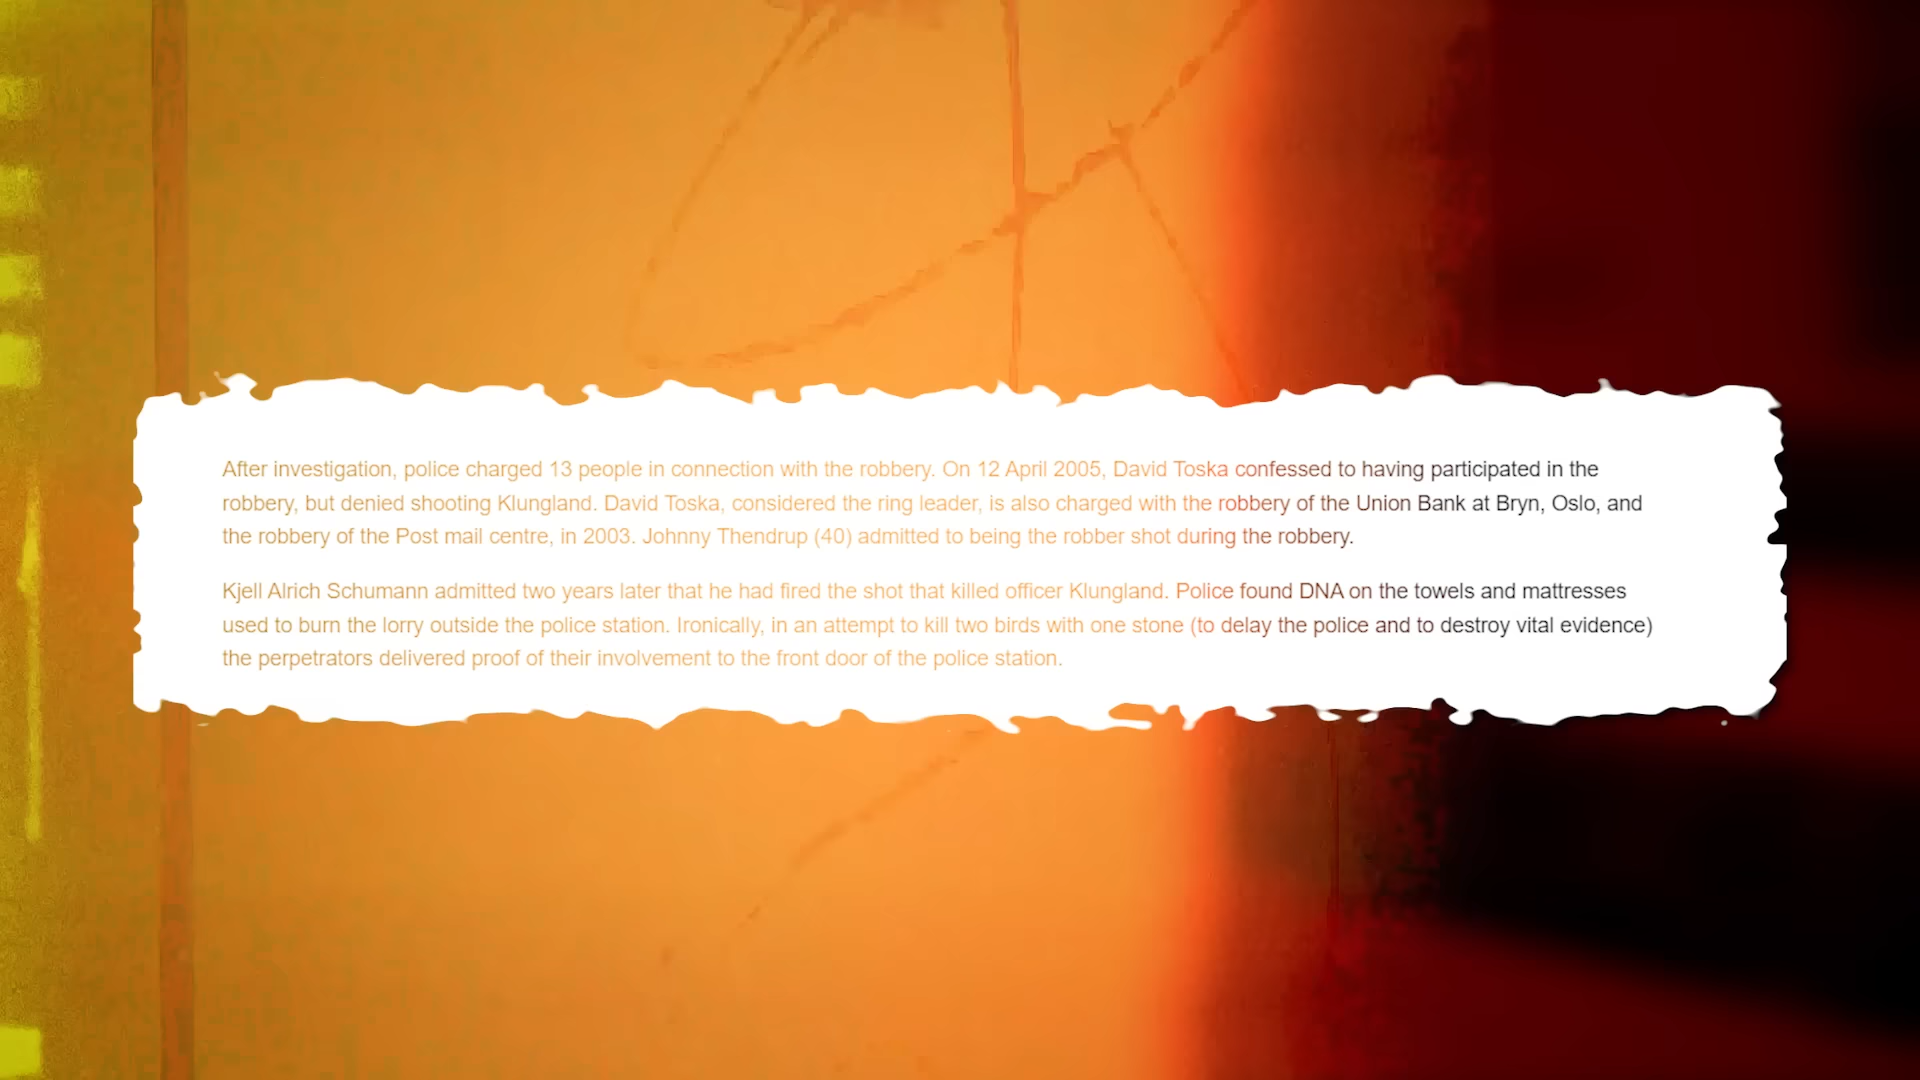 After investigation, police charged 13 people in connection with the robbery. On 12 April 2005, David Toska confessed to having participated in the
robbery, but denied shooting Klungland. David Toska, considered the ring leader, is also charged with the robbery of the Union Bank at Bryn, Oslo, and
the robbery of the Post mail centre, in 2003. Johnny Thendrup (40) admitted to being the robber shot during the robbery.
Kjell Alrich Schumann admitted two years later that he had fired the shot that killed officer Klungland. Police found DNA on the towels and mattresses
used to burn the lorry outside the police station. Ironically, in an attempt to kill two birds with one stone (to delay the police and to destroy vital evidence)
the perpetrators delivered proof of their involvement to the front door of the police station.